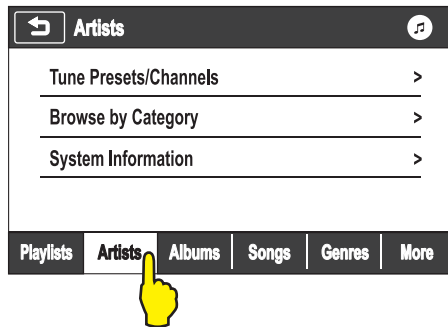 Artists
Tune Presets/Channels >
Browse by Category >
System Information >
Playlists Artists Albums Songs Genres More